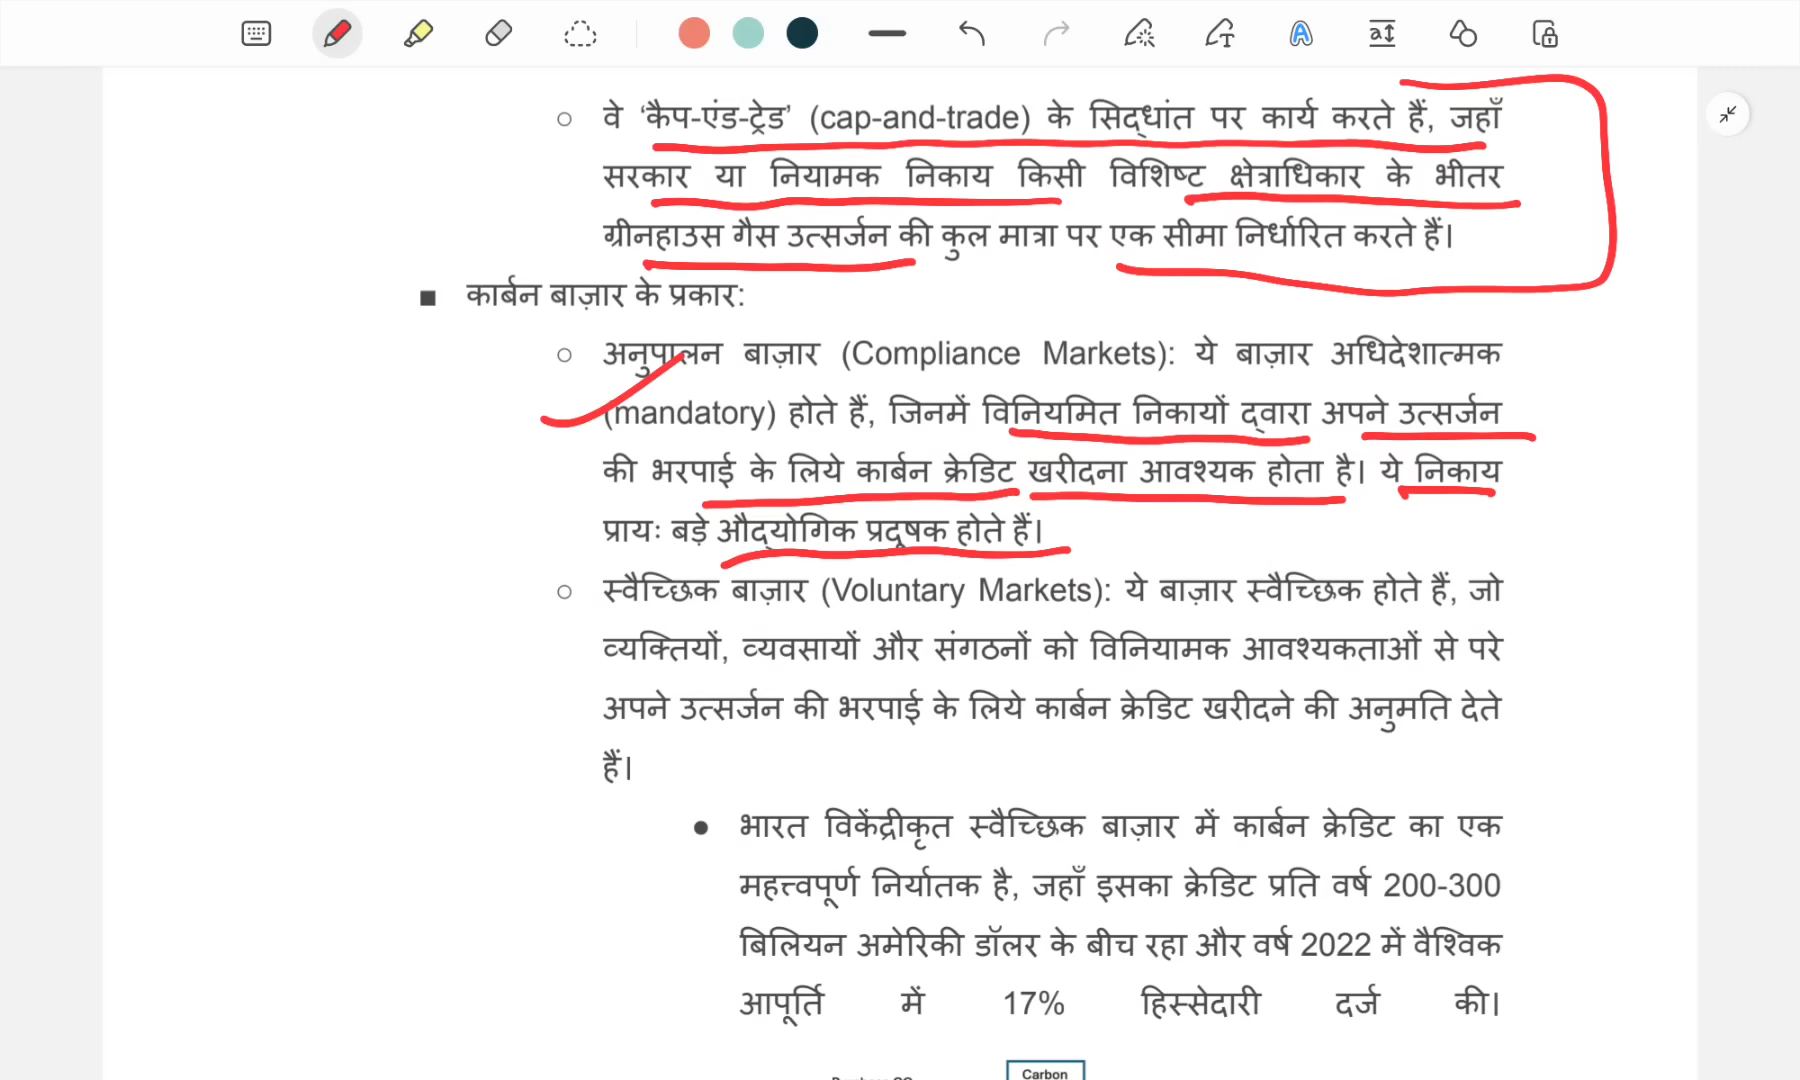 वे ‘कैप-एंड-ट्रेड’ (cap-and-trade) के सिद्धांत पर कार्य करते हैं, जहाँ
सरकार या नियामक निकाय किसी विशिष्ट क्षेत्राधिकार के भीतर
ग्रीनहाउस गैस उत्सर्जन की कुल मात्रा पर एक सीमा निर्धारित करते हैं।
कार्बन बाज़ार के प्रकार:
अनुपालन बाज़ार (Compliance Markets): ये बाज़ार अधिदेशात्मक
(mandatory) होते हैं, जिनमें विनियमित निकायों द्वारा अपने उत्सर्जन
की भरपाई के लिये कार्बन क्रेडिट खरीदना आवश्यक होता है। ये निकाय
प्रायः बड़े औद्योगिक प्रदूषक होते हैं।
स्वैच्छिक बाज़ार (Voluntary Markets): ये बाज़ार स्वैच्छिक होते हैं, जो
व्यक्तियों, व्यवसायों और संगठनों को विनियामक आवश्यकताओं से परे
अपने उत्सर्जन की भरपाई के लिये कार्बन क्रेडिट खरीदने की अनुमति देते
हैं।
भारत विकेंद्रीकृत स्वैच्छिक बाज़ार में कार्बन क्रेडिट का एक
महत्त्वपूर्ण निर्यातक है, जहाँ इसका क्रेडिट प्रति वर्ष 200-300
बिलियन अमेरिकी डॉलर के बीच रहा और वर्ष 2022 में वैश्विक
आपूर्ति में 17% हिस्सेदारी दर्ज की।
Carbon